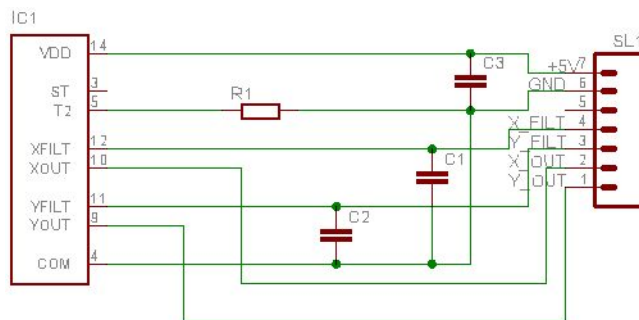 IC1
VDD 14
ST 3
T2 5
XFILT 12
XOUT 10
YFILT 11
YOUT 9
COM 4
R1
C3
C1
C2
SL1
+5V 7
GND 6
5
X_FILT 4
Y_FILT 3
X_OUT 2
Y_OUT 1